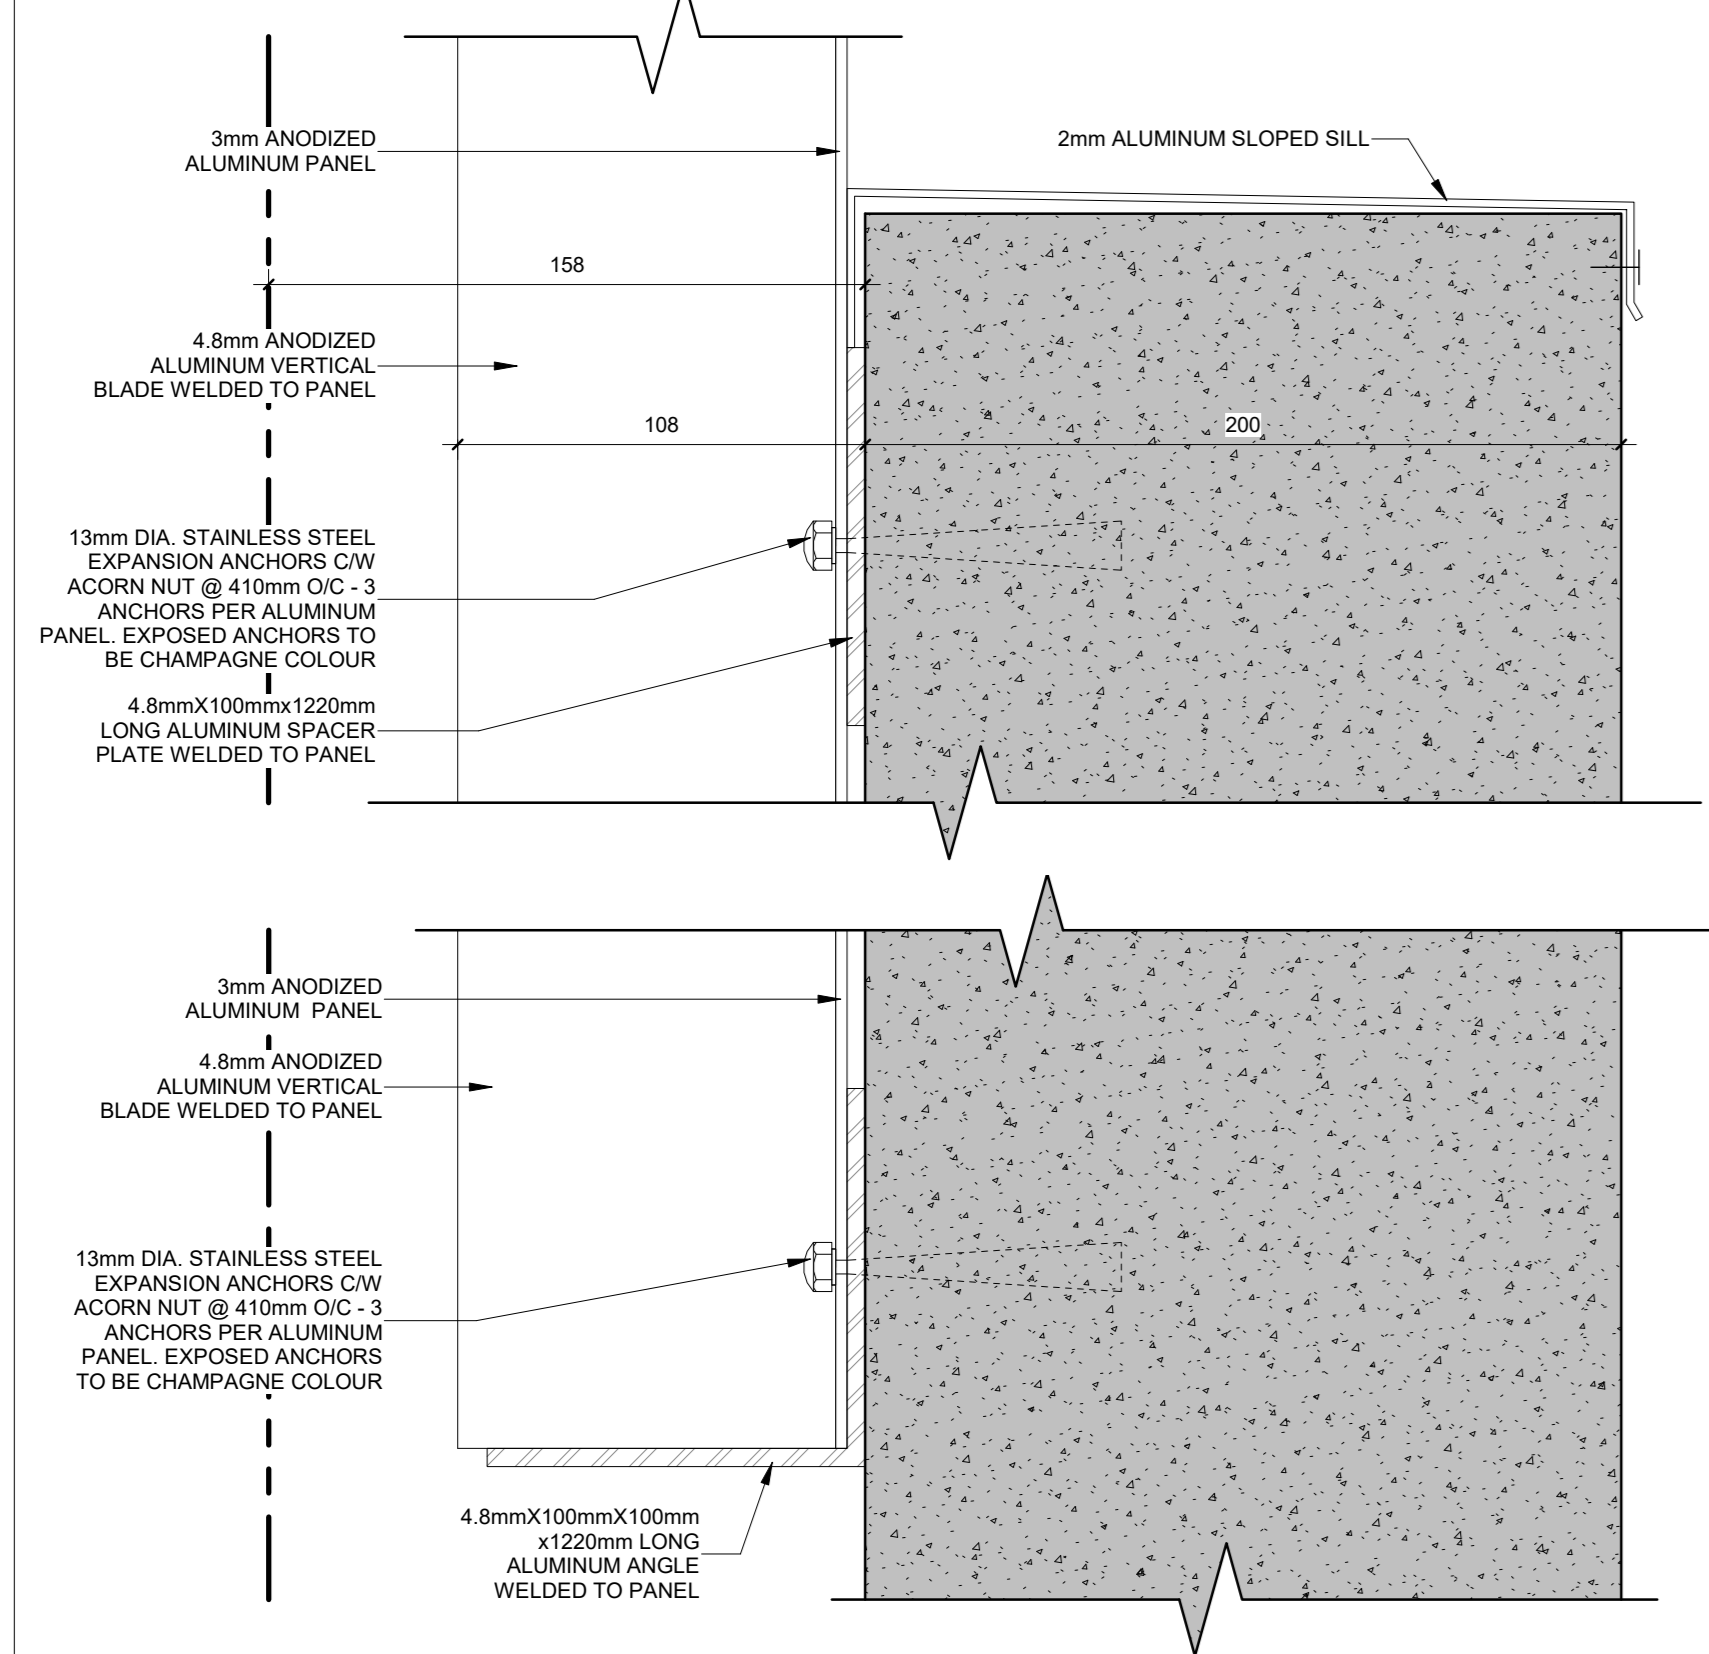 3mm ANODIZED
ALUMINUM PANEL
2mm ALUMINUM SLOPED SILL
158
4.8mm ANODIZED
ALUMINUM VERTICAL
BLADE WELDED TO PANEL
108
200
13mm DIA. STAINLESS STEEL
EXPANSION ANCHORS C/W
ACORN NUT @ 410mm O/C - 3
ANCHORS PER ALUMINUM
PANEL. EXPOSED ANCHORS TO
BE CHAMPAGNE COLOUR
4.8mmX100mmx1220mm
LONG ALUMINUM SPACER
PLATE WELDED TO PANEL
3mm ANODIZED
ALUMINUM  PANEL
4.8mm ANODIZED
ALUMINUM VERTICAL
BLADE WELDED TO PANEL
13mm DIA. STAINLESS STEEL
EXPANSION ANCHORS C/W
ACORN NUT @ 410mm O/C - 3
ANCHORS PER ALUMINUM
PANEL. EXPOSED ANCHORS
TO BE CHAMPAGNE COLOUR
4.8mmX100mmX100mm
x1220mm LONG
ALUMINUM ANGLE
WELDED TO PANEL